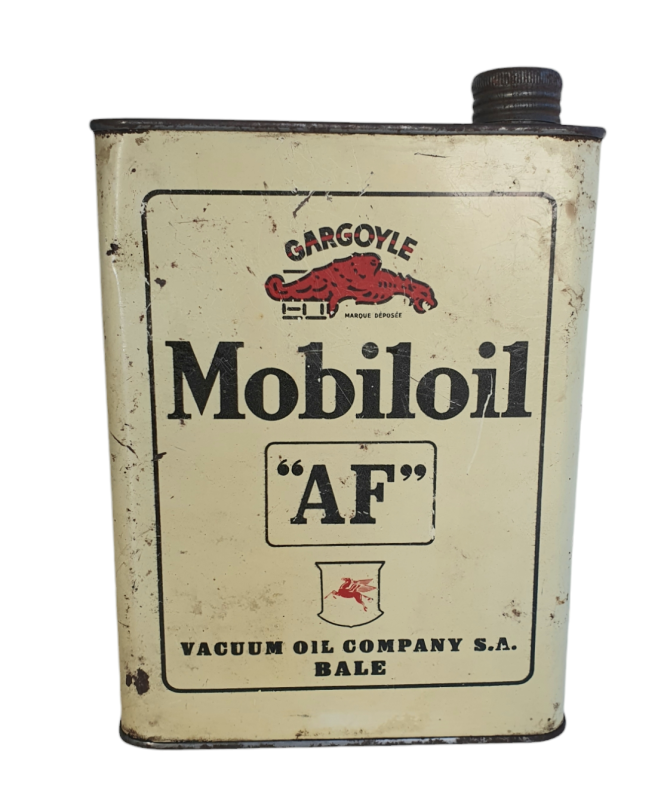 GARGOYLE
MARQUE DÉPOSÉE
Mobiloil
“AF”
VACUUM OIL COMPANY S.A.
BALE